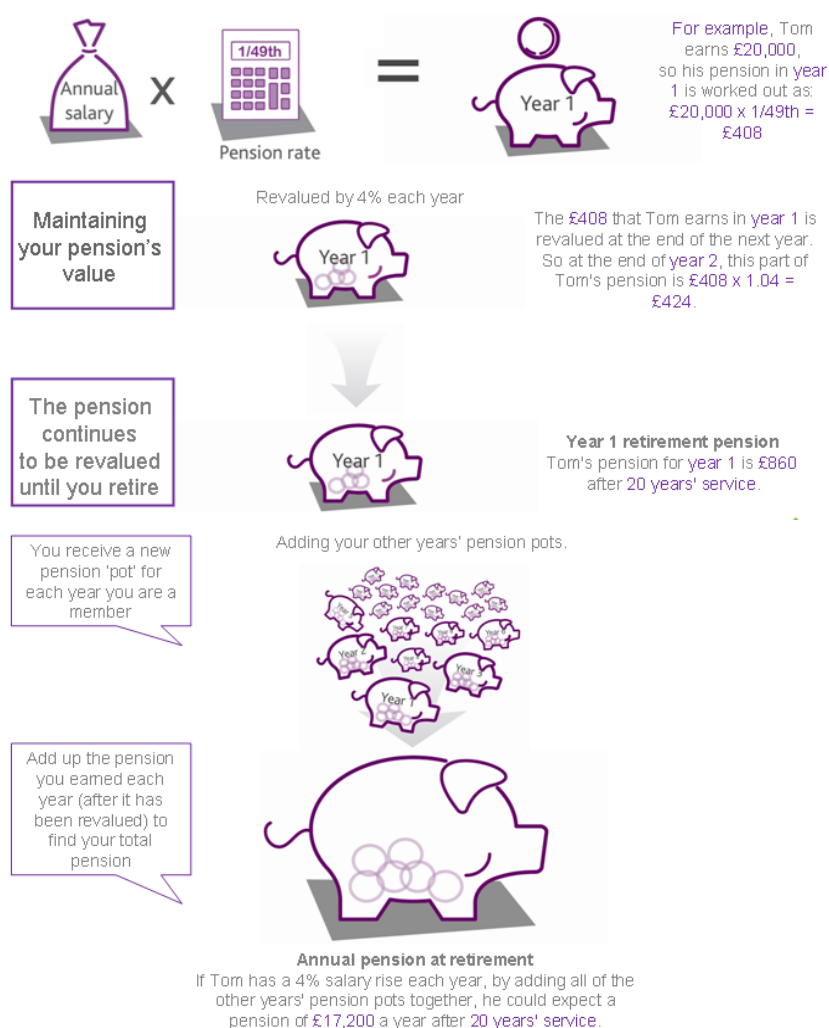 Annual
salary
x
1/49th
Pension rate
=
Year 1
For example, Tom
earns £20,000,
so his pension in year
1 is worked out as:
£20,000 x 1/49th =
£408
Maintaining
your pension's
value
Revalued by 4% each year
Year 1
The £408 that Tom earns in year 1 is
revalued at the end of the next year.
So at the end of year 2, this part of
Tom's pension is £408 x 1.04 =
£424.
The pension
continues
to be revalued
until you retire
Year 1
Year 1 retirement pension
Tom's pension for year 1 is £860
after 20 years' service.
You receive a new
pension 'pot' for
each year you are a
member
Adding your other years' pension pots.
Year 2
Year 3
Year 1
Add up the pension
you earned each
year (after it has
been revalued) to
find your total
pension
Annual pension at retirement
If Tom has a 4% salary rise each year, by adding all of the
other years' pension pots together, he could expect a
pension of £17,200 a year after 20 years' service.